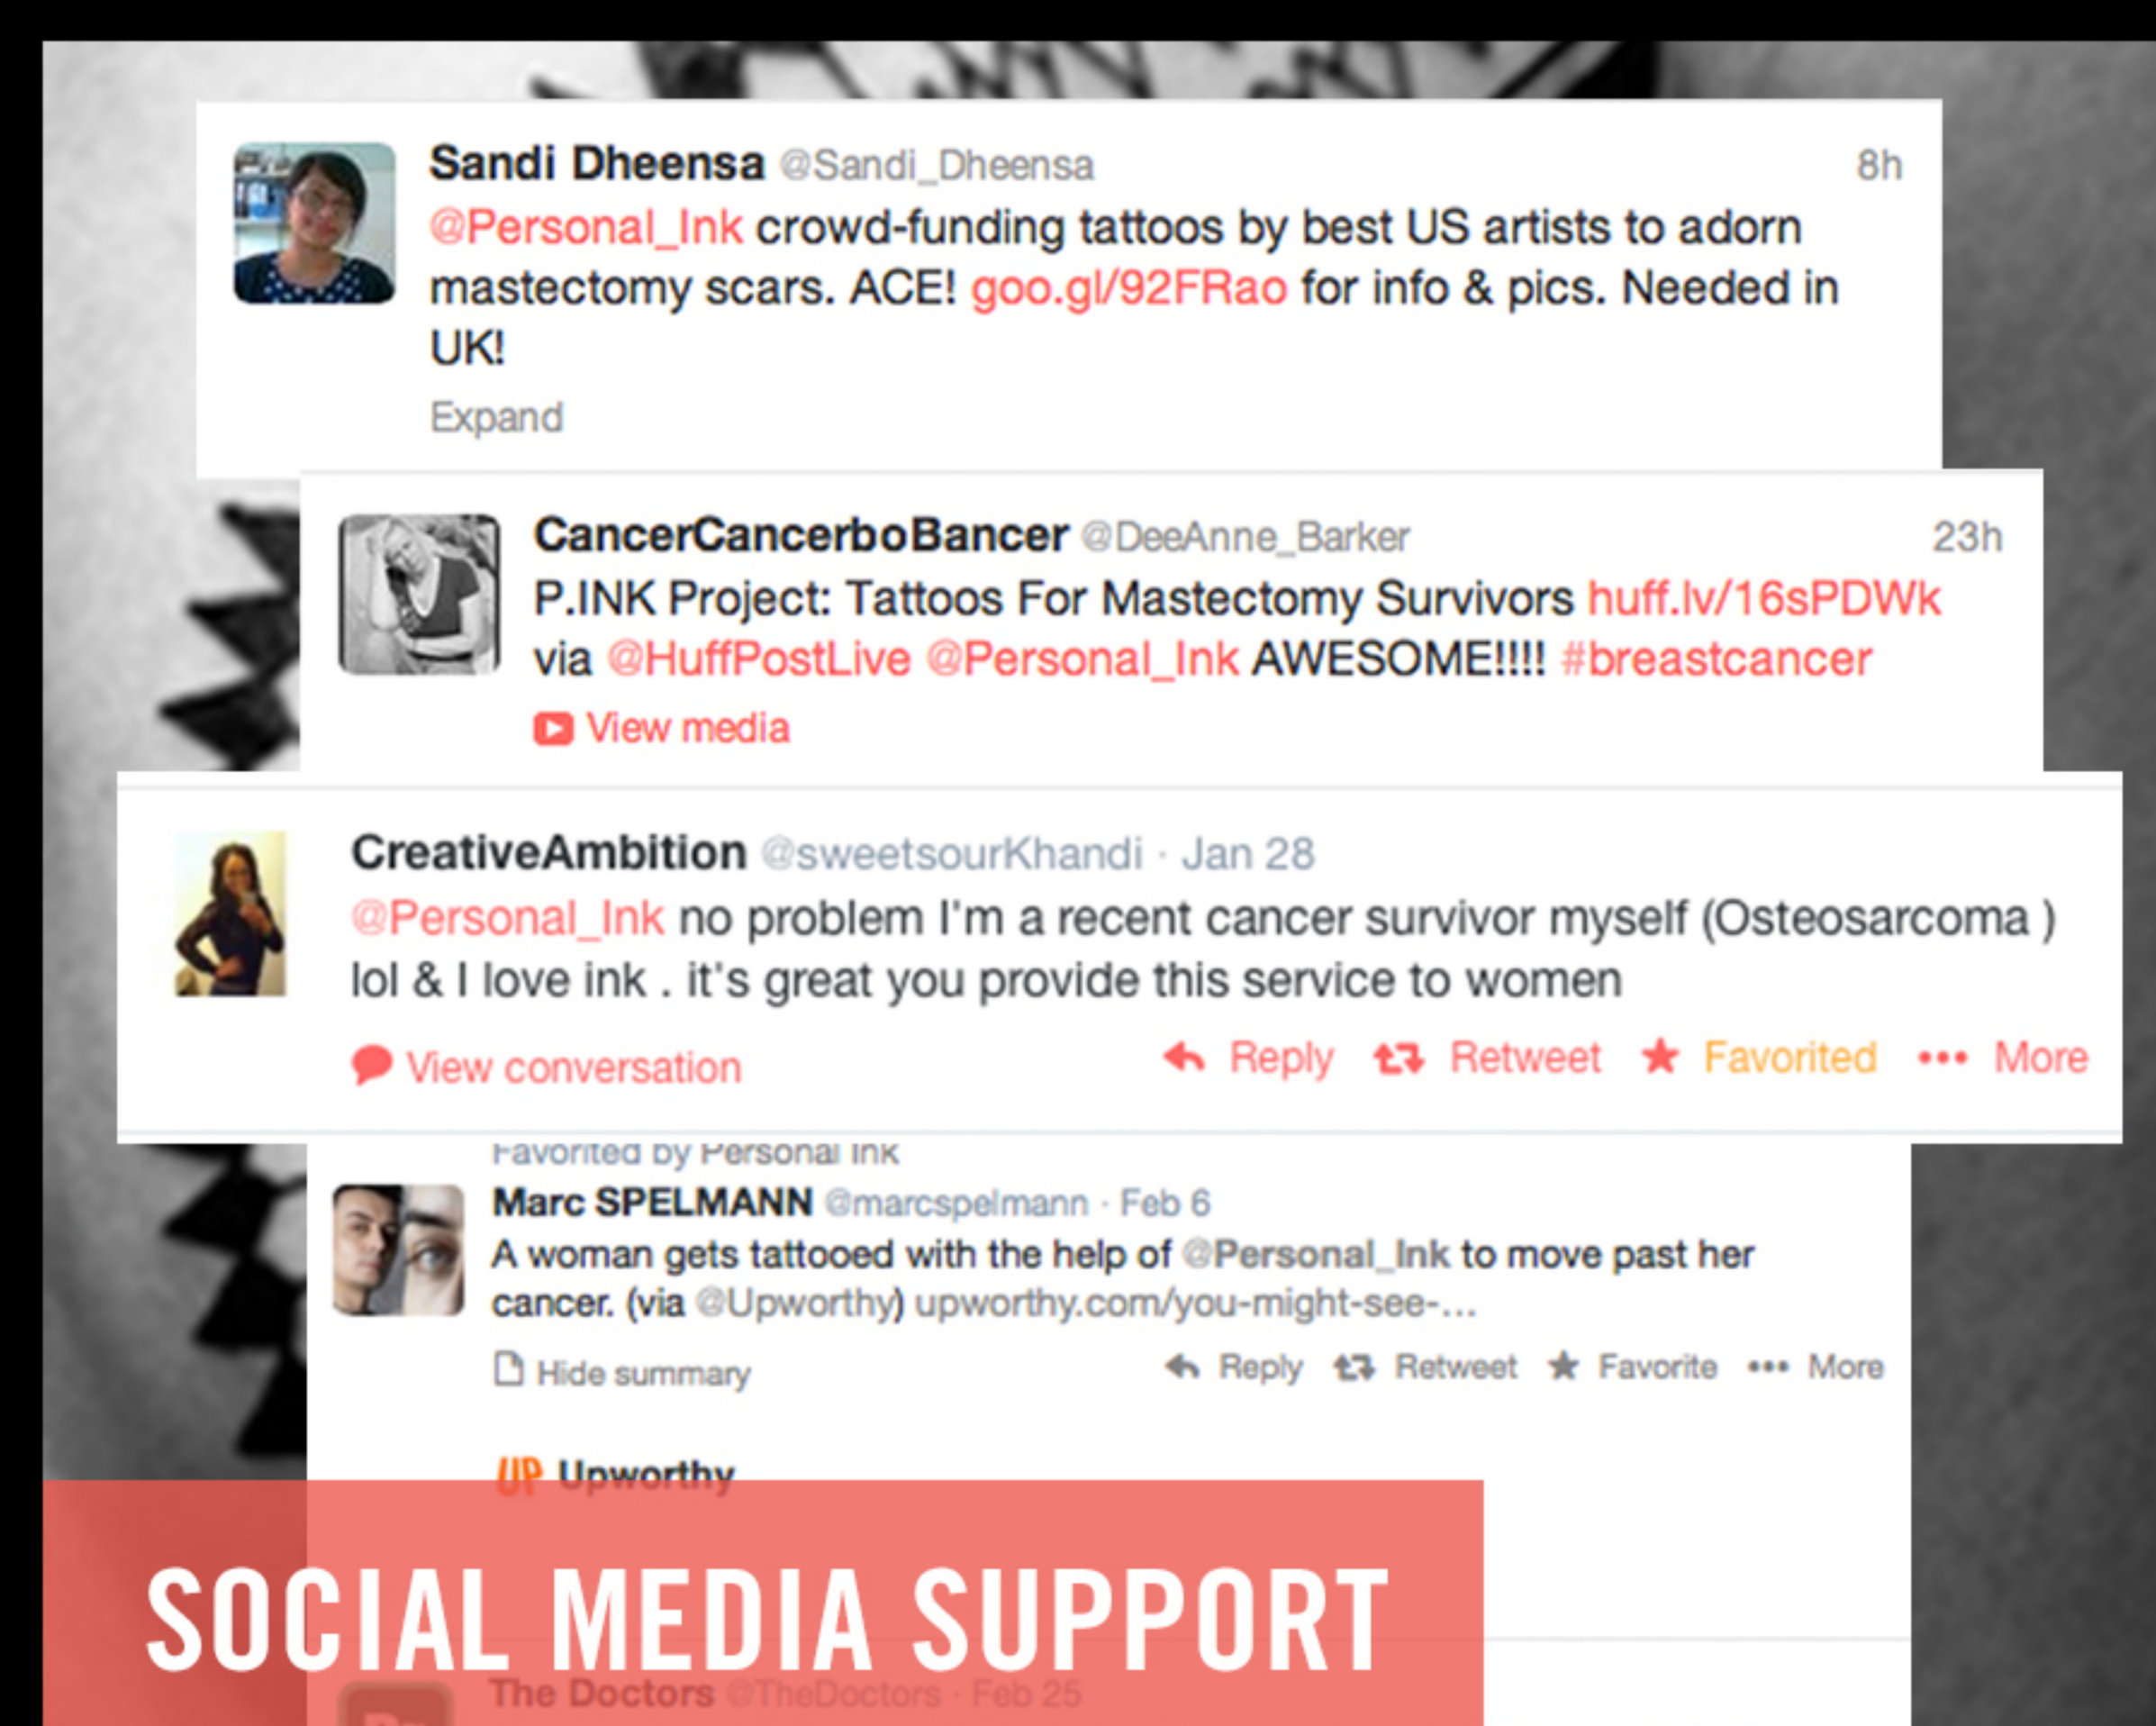 Sandi Dheensa @Sandi_Dheensa 8h
@Personal_Ink crowd-funding tattoos by best US artists to adorn
mastectomy scars. ACE! goo.gl/92FRao for info & pics. Needed in
UK!
Expand
CancerCancerboBancer @DeeAnne_Barker 23h
P.INK Project: Tattoos For Mastectomy Survivors huff.lv/16sPDWk
via @HuffPostLive @Personal_Ink AWESOME!!!! #breastcancer
View media
CreativeAmbition @sweetsourKhandi · Jan 28
@Personal_Ink no problem I'm a recent cancer survivor myself (Osteosarcoma )
lol & I love ink . it's great you provide this service to women
View conversation Reply Retweet Favorited ••• More
Favorited by Personal Ink
Marc SPELMANN @marcspelmann · Feb 6
A woman gets tattooed with the help of @Personal_Ink to move past her
cancer. (via @Upworthy) upworthy.com/you-might-see-...
Hide summary Reply Retweet Favorite ••• More
UP Upworthy
SOCIAL MEDIA SUPPORT
The Doctors @TheDoctors · Feb 25